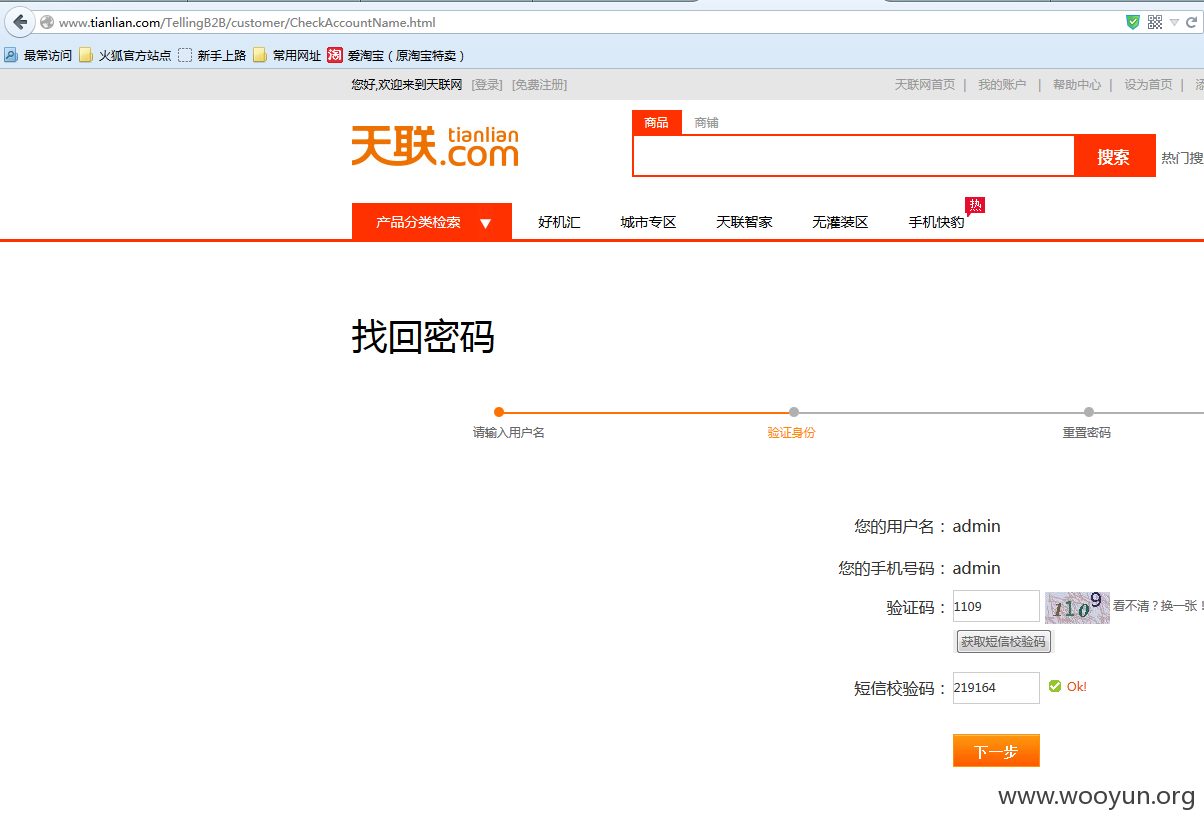 www.tianlian.com/TellingB2B/customer/CheckAccountName.html
最常访问 火狐官方站点 新手上路 常用网址 淘 爱淘宝（原淘宝特卖）
您好,欢迎来到天联网 [登录] [免费注册] 天联网首页 | 我的账户 | 帮助中心 | 设为首页 |
商品 商铺
天联 tianlian .com
搜索 热门搜
热
产品分类检索 ▼ 好机汇 城市专区 天联智家 无灌装区 手机快豹
找回密码
请输入用户名 验证身份 重置密码
您的用户名： admin
您的手机号码： admin
验证码： 1109 1109 看不清？换一张！
获取短信校验码
短信校验码： 219164 Ok!
下一步
www.wooyun.org